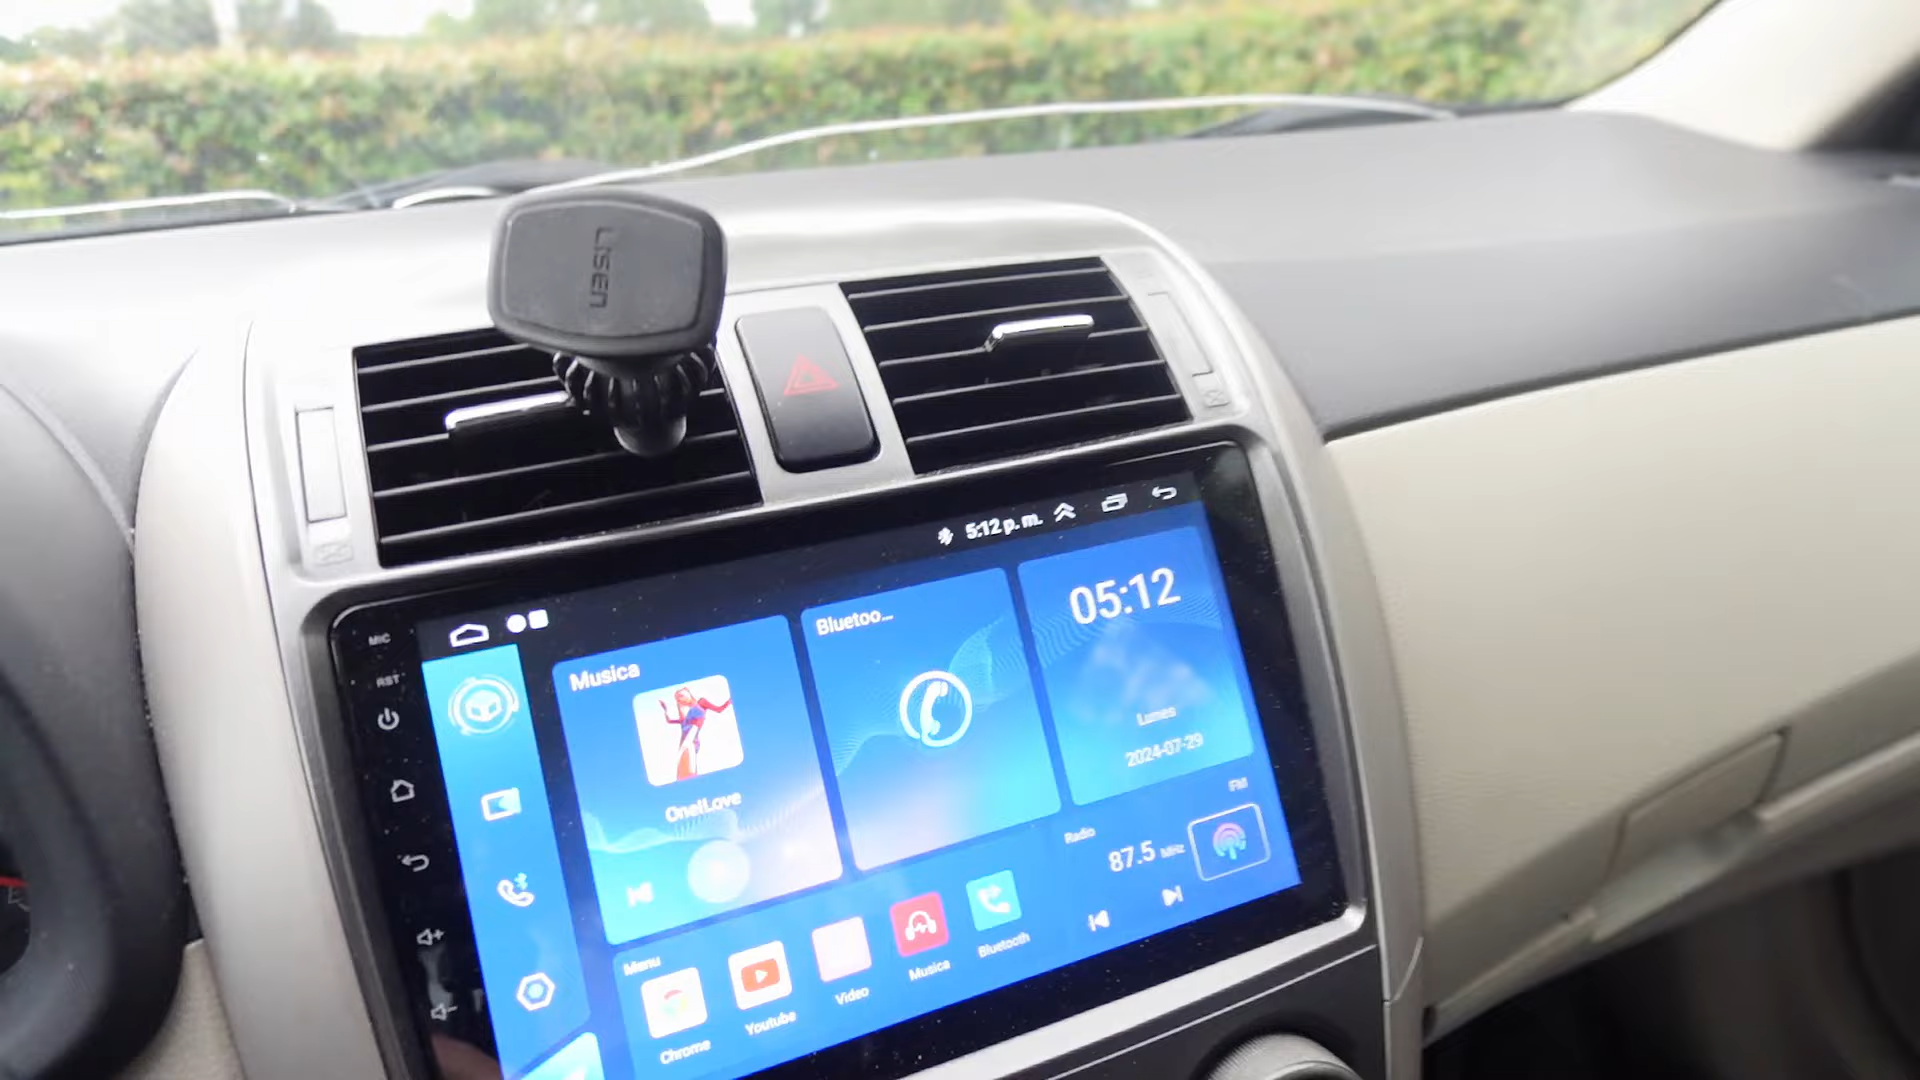 LISEN
5:12 p. m.
MIC
RST
Musica
Bluetoo...
05:12
OneILove
Lunes
2024-07-29
FM
Radio
87.5 MHz
Menu
Chrome
Youtube
Video
Musica
Bluetooth